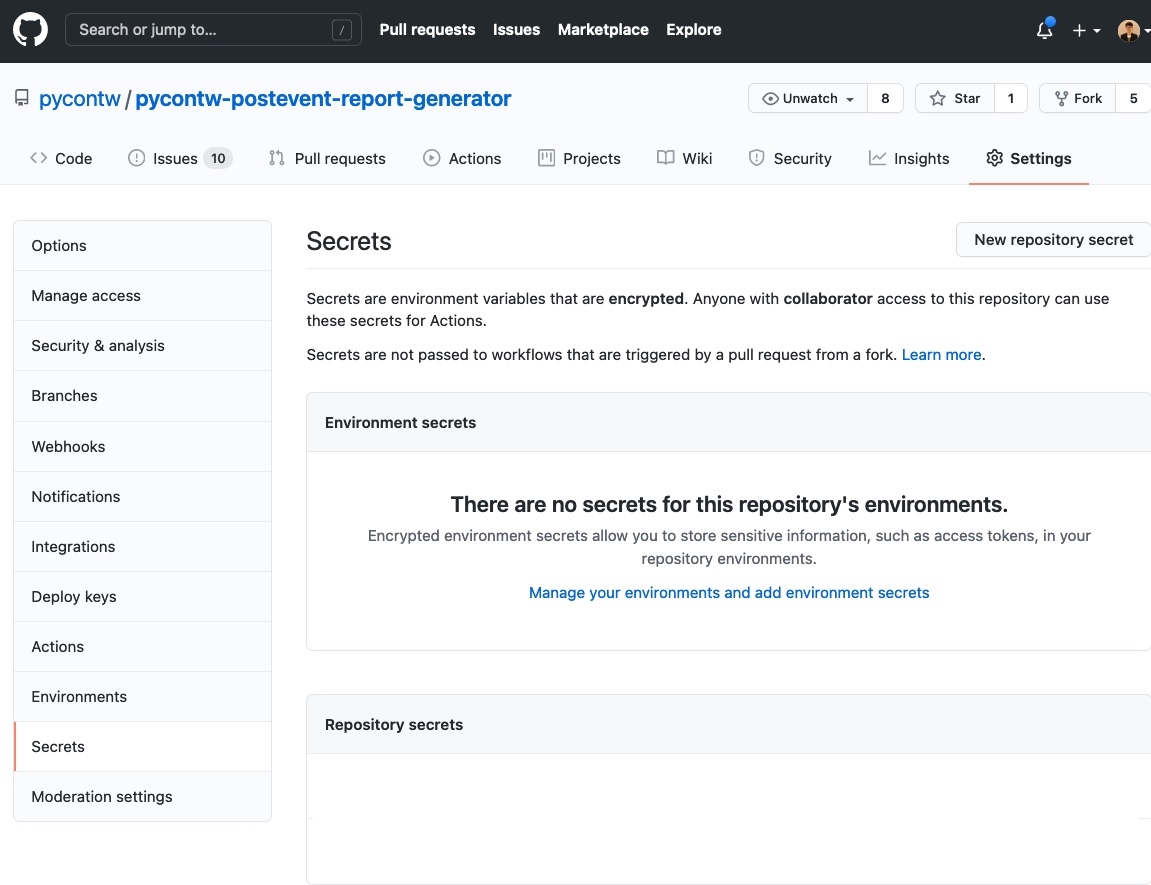 Search or jump to... /
Pull requests Issues Marketplace Explore
pycontw / pycontw-postevent-report-generator
Unwatch 8 Star 1 Fork 5
Code Issues 10 Pull requests Actions Projects Wiki Security Insights Settings
Options
Manage access
Security & analysis
Branches
Webhooks
Notifications
Integrations
Deploy keys
Actions
Environments
Secrets
Moderation settings
Secrets
New repository secret
Secrets are environment variables that are encrypted. Anyone with collaborator access to this repository can use
these secrets for Actions.
Secrets are not passed to workflows that are triggered by a pull request from a fork. Learn more.
Environment secrets
There are no secrets for this repository's environments.
Encrypted environment secrets allow you to store sensitive information, such as access tokens, in your
repository environments.
Manage your environments and add environment secrets
Repository secrets